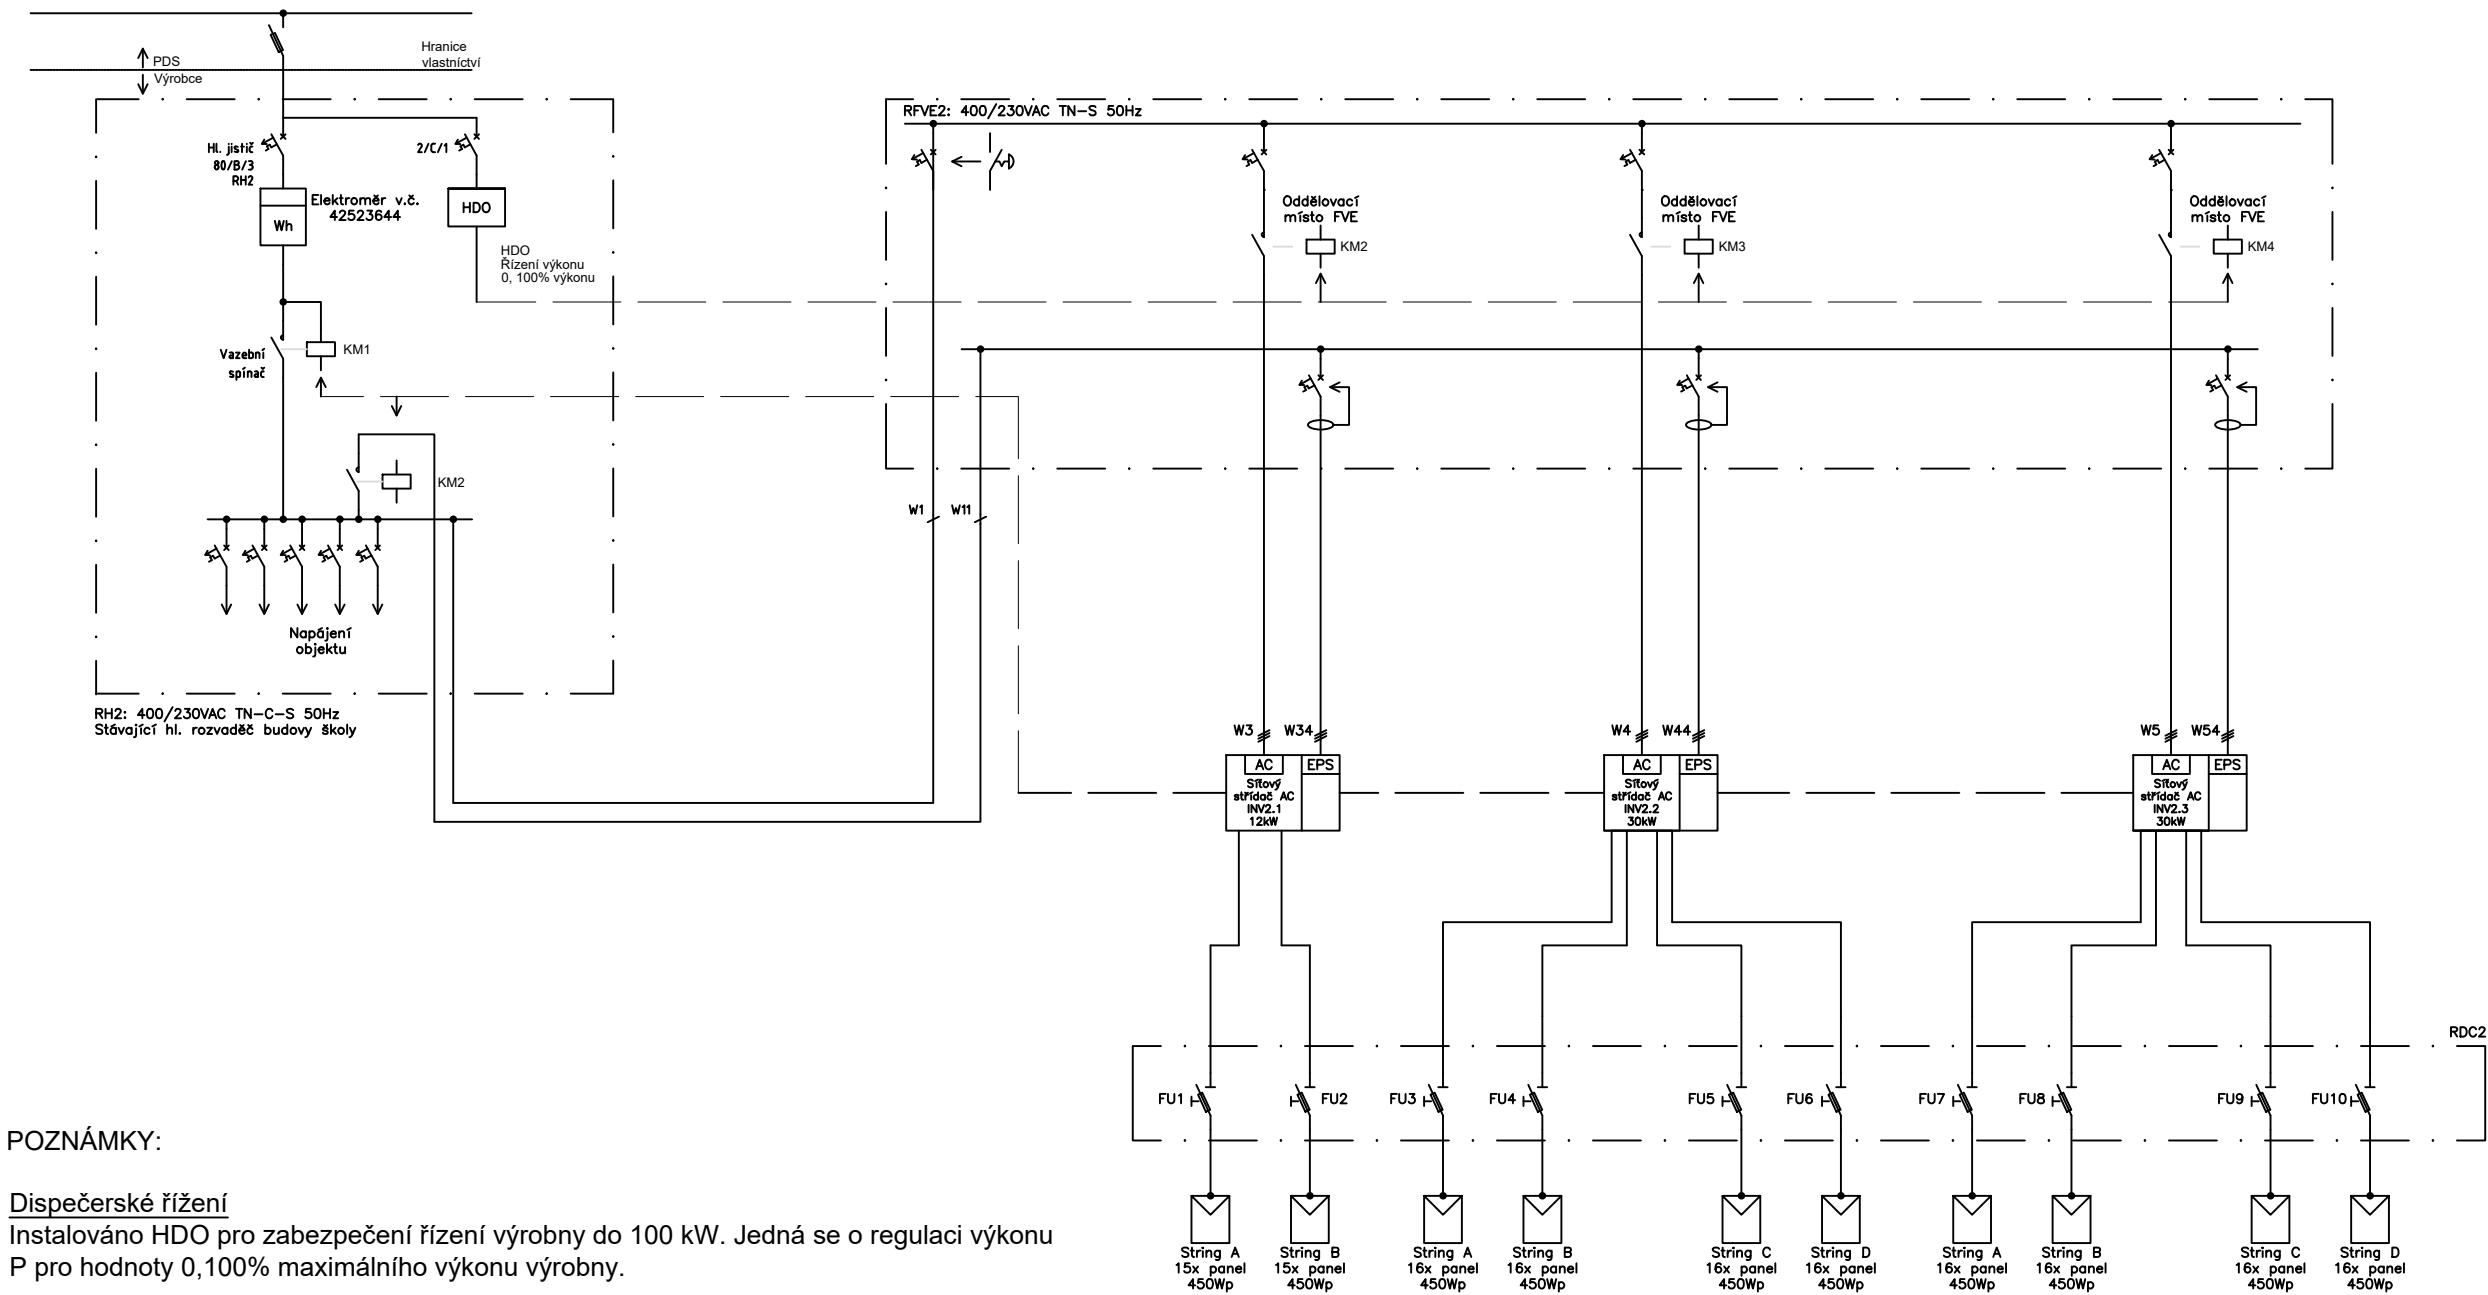 Hranice
vlastníctví
PDS
Výrobce
RFVE2: 400/230VAC TN-S 50Hz
Hl. jistič
80/B/3
RH2
2/C/1
Elektroměr v.č.
42523644
Wh
HDO
HDO
Řízení výkonu
0, 100% výkonu
Oddělovací
místo FVE
KM2
Oddělovací
místo FVE
KM3
Oddělovací
místo FVE
KM4
Vazební
spínač
KM1
KM2
W1
W11
Napájení
objektu
RH2: 400/230VAC TN-C-S 50Hz
Stávající hl. rozvaděč budovy školy
W3
W34
W4
W44
W5
W54
AC
EPS
Síťový
střídač AC
INV2.1
12kW
AC
EPS
Síťový
střídač AC
INV2.2
30kW
AC
EPS
Síťový
střídač AC
INV2.3
30kW
RDC2
FU1
FU2
FU3
FU4
FU5
FU6
FU7
FU8
FU9
FU10
String A
15x panel
450Wp
String B
15x panel
450Wp
String A
16x panel
450Wp
String B
16x panel
450Wp
String C
16x panel
450Wp
String D
16x panel
450Wp
String A
16x panel
450Wp
String B
16x panel
450Wp
String C
16x panel
450Wp
String D
16x panel
450Wp
POZNÁMKY:
Dispečerské řížení
Instalováno HDO pro zabezpečení řízení výrobny do 100 kW. Jedná se o regulaci výkonu
P pro hodnoty 0,100% maximálního výkonu výrobny.